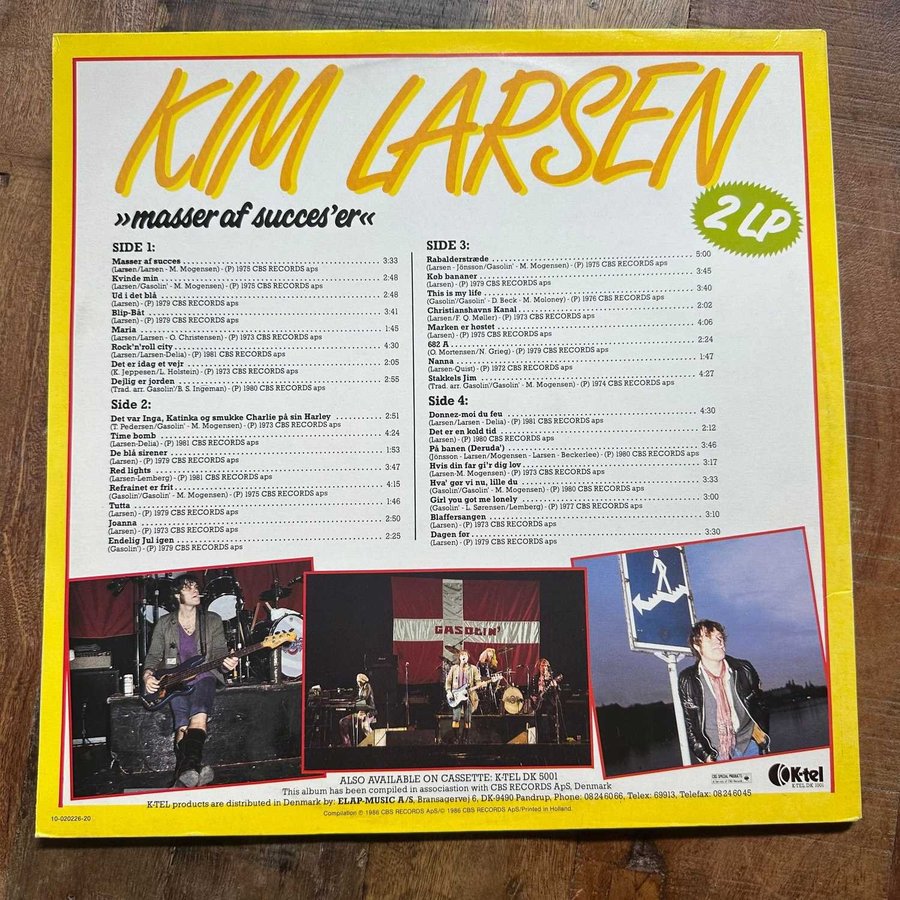 KIM LARSEN
»masser af succes'er«
2 LP
SIDE 1:
Masser af succes 3:33
(Larsen/Larsen - M. Mogensen) - (P) 1975 CBS RECORDS aps
Kvinde min 2:48
(Larsen/Gasolin' - M. Mogensen) - (P) 1975 CBS RECORDS aps
Ud i det blå 2:48
(Larsen) - (P) 1979 CBS RECORDS aps
Blip-Båt 3:41
(Larsen) - (P) 1979 CBS RECORDS aps
Maria 1:45
(Larsen/Larsen - O. Christensen) - (P) 1973 CBS RECORDS aps
Rock'n'roll city 4:30
(Larsen/Larsen-Delia) - (P) 1981 CBS RECORDS aps
Det er idag et vejr 2:05
(K. Jeppesen/L. Holstein) - (P) 1973 CBS RECORDS aps
Dejlig er jorden 2:55
(Trad. arr. Gasolin'/B. S. Ingeman) - (P) 1980 CBS RECORDS aps
Side 2:
Det var Inga, Katinka og smukke Charlie på sin Harley 2:51
(T. Pedersen/Gasolin' - M. Mogensen) - (P) 1973 CBS RECORDS aps
Time bomb 4:24
(Larsen-Delia) - (P) 1981 CBS RECORDS aps
De blå sirener 1:53
(Larsen) - (P) 1979 CBS RECORDS aps
Red lights 3:47
(Larsen-Lemberg) - (P) 1981 CBS RECORDS aps
Refrainet er frit 4:15
(Gasolin'/Gasolin' - M. Mogensen) - (P) 1975 CBS RECORDS aps
Tutta 1:46
(Larsen) - (P) 1979 CBS RECORDS aps
Joanna 2:50
(Larsen) - (P) 1973 CBS RECORDS aps
Endelig Jul igen 2:25
(Gasolin') - (P) 1979 CBS RECORDS aps
SIDE 3:
Rabalderstræde 5:00
(Larsen - Jönsson/Gasolin' - M. Mogensen) - (P) 1975 CBS RECORDS aps
Køb bananer 3:45
(Larsen) - (P) 1979 CBS RECORDS aps
This is my life 3:40
(Gasolin'/Gasolin' - D. Beck - M. Moloney) - (P) 1976 CBS RECORDS aps
Christianshavns Kanal 2:02
(Larsen/F. Q. Møller) - (P) 1973 CBS RECORDS aps
Marken er høstet 4:06
(Larsen) - (P) 1975 CBS RECORDS aps
682 A 2:24
(O. Mortensen/N. Grieg) - (P) 1979 CBS RECORDS aps
Nanna 1:47
(Larsen-Quist) - (P) 1972 CBS RECORDS aps
Stakkels Jim 4:27
(Trad. arr. Gasolin'/Gasolin' - M. Mogensen) - (P) 1974 CBS RECORDS aps
Side 4:
Donnez-moi du feu 4:30
(Larsen/Larsen - Delia) - (P) 1981 CBS RECORDS aps
Det er en kold tid 2:12
(Larsen) - (P) 1980 CBS RECORDS aps
På banen (Deruda') 3:46
(Jönsson - Larsen/Mogensen - Larsen - Beckerlee) - (P) 1980 CBS RECORDS aps
Hvis din far gi'r dig lov 3:17
(Larsen-M. Mogensen) - (P) 1973 CBS RECORDS aps
Hva' gør vi nu, lille du 3:33
(Gasolin'/Gasolin' - M. Mogensen) - (P) 1980 CBS RECORDS aps
Girl you got me lonely 3:00
(Gasolin' - L. Sørensen/Lemberg) - (P) 1977 CBS RECORDS aps
Blaffersangen 3:10
(Larsen) - (P) 1973 CBS RECORDS aps
Dagen før 3:30
(Larsen) - (P) 1979 CBS RECORDS aps
GASOLIN'
ALSO AVAILABLE ON CASSETTE: K-TEL DK 5001
This album has been compiled in association with CBS RECORDS ApS, Denmark
K-TEL products are distributed in Denmark by: ELAP-MUSIC A/S, Bransagervej 6, DK-9490 Pandrup, Phone: 08 24 60 66, Telex: 69913, Telefax: 08 24 60 45
Compilation ℗ 1986 CBS RECORDS ApS/© 1986 CBS RECORDS ApS/Printed in Holland.
10-020226-20
CBS SPECIAL PRODUCTS
K-tel
K-TEL DK 1001